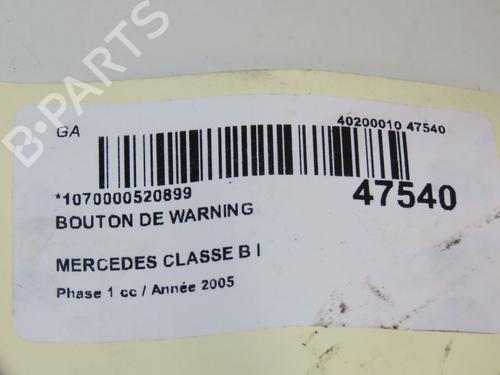 B-PARTS
GA
40200010 47540
*1070000520899
47540
BOUTON DE WARNING
MERCEDES CLASSE B I
Phase 1 cc / Année 2005